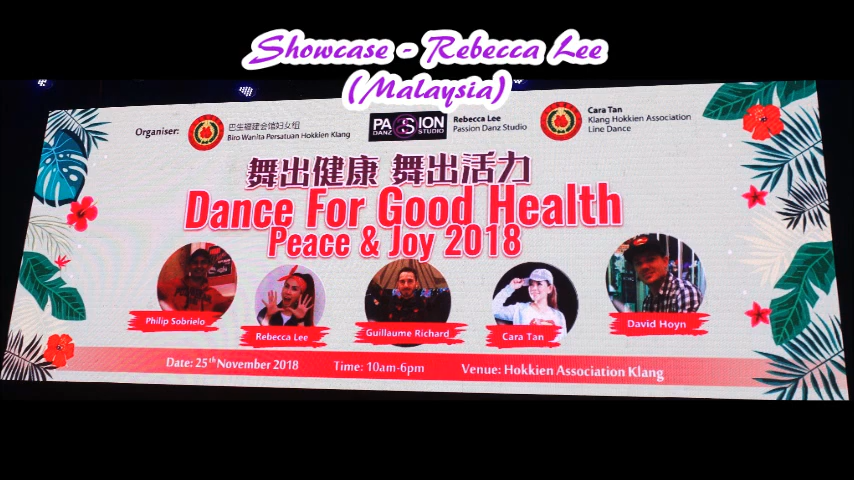 Showcase - Rebecca Lee
(Malaysia)
Organiser:
巴生福建会馆妇女组
Biro Wanita Persatuan Hokkien Klang
PASSION
DANZ STUDIO
Rebecca Lee
Passion Danz Studio
Cara Tan
Klang Hokkien Association
Line Dance
舞出健康 舞出活力
Dance For Good Health
Peace & Joy 2018
Philip Sobrielo
Rebecca Lee
Guillaume Richard
Cara Tan
David Hoyn
Date: 25th November 2018
Time: 10am-6pm
Venue: Hokkien Association Klang